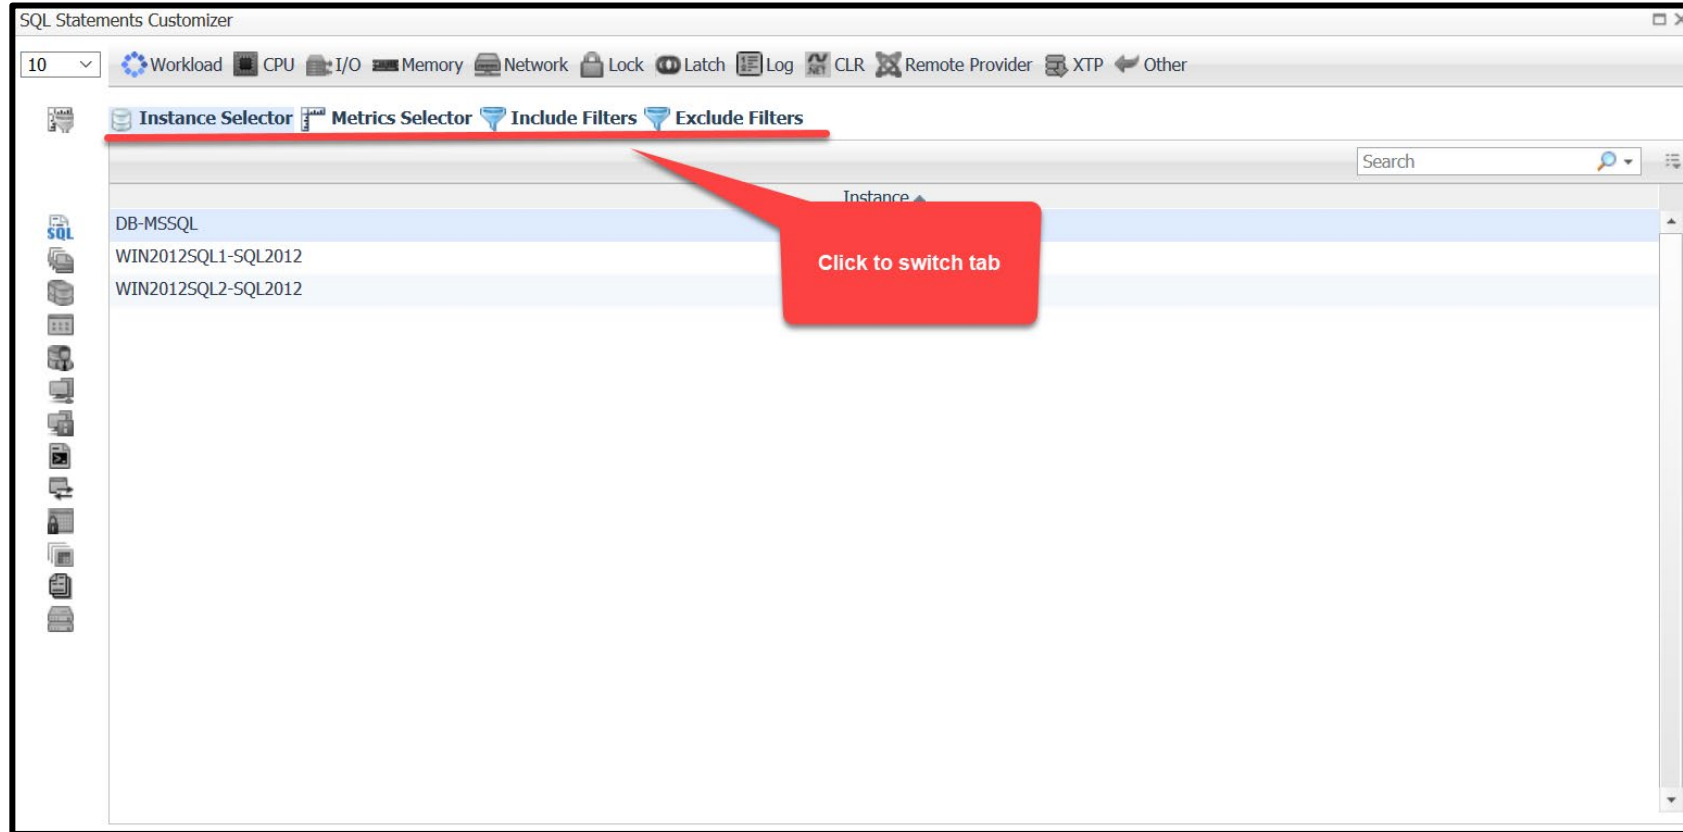 SQL Statements Customizer
10 Workload CPU I/O Memory Network Lock Latch Log CLR Remote Provider XTP Other
Instance Selector Metrics Selector Include Filters Exclude Filters
Search
Instance
DB-MSSQL
SQL
WIN2012SQL1-SQL2012
Click to switch tab
WIN2012SQL2-SQL2012